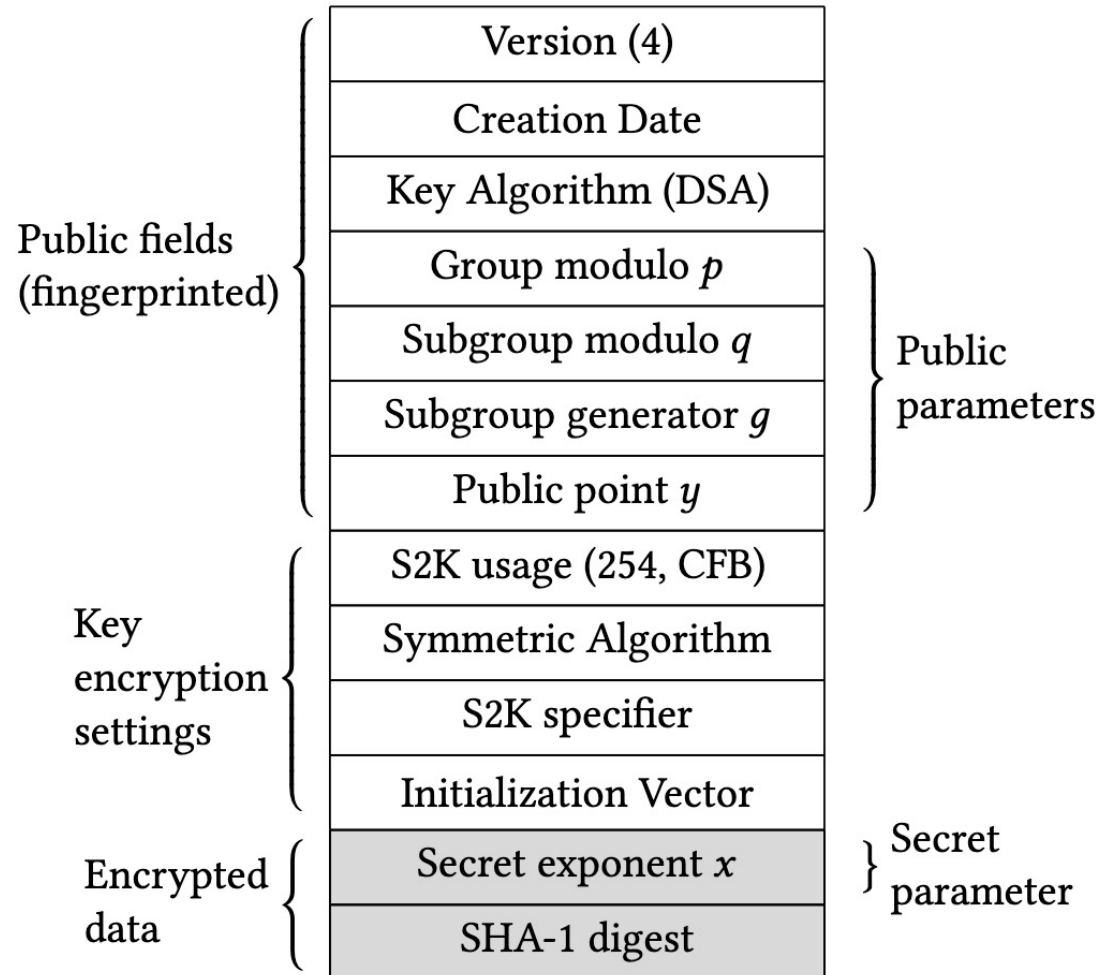 Version (4)
Creation Date
Key Algorithm (DSA)
Group modulo p
Subgroup modulo q
Subgroup generator g
Public point y
S2K usage (254, CFB)
Symmetric Algorithm
S2K specifier
Initialization Vector
Secret exponent x
SHA-1 digest
Public fields
(fingerprinted)
Key
encryption
settings
Encrypted
data
Public
parameters
Secret
parameter